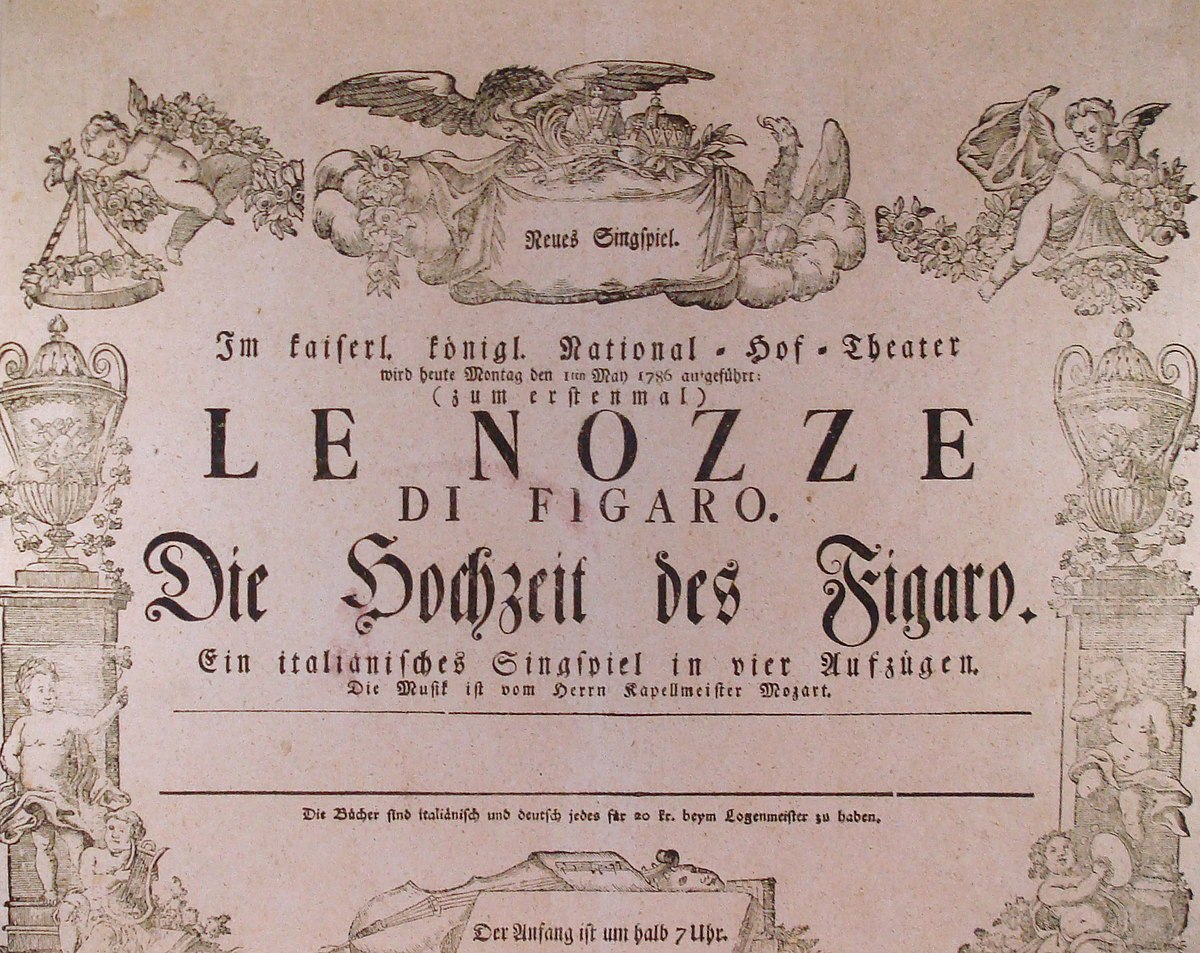 Neues Singſpiel.
Im kaiſerl. königl. National-Hof-Theater
wird heute Montag den 1ten May 1786 aufgeführt:
(zum erſtenmal)
LE NOZZE
DI FIGARO.
Die Hochzeit des Figaro.
Ein italiänisches Singſpiel in vier Aufzügen.
Die Muſik iſt vom Herrn Kapellmeiſter Mozart.
Die Bücher ſind italiäniſch und deutſch jedes für 20 kr. beym Logenmeiſter zu haben.
Der Anfang iſt um halb 7 Uhr.